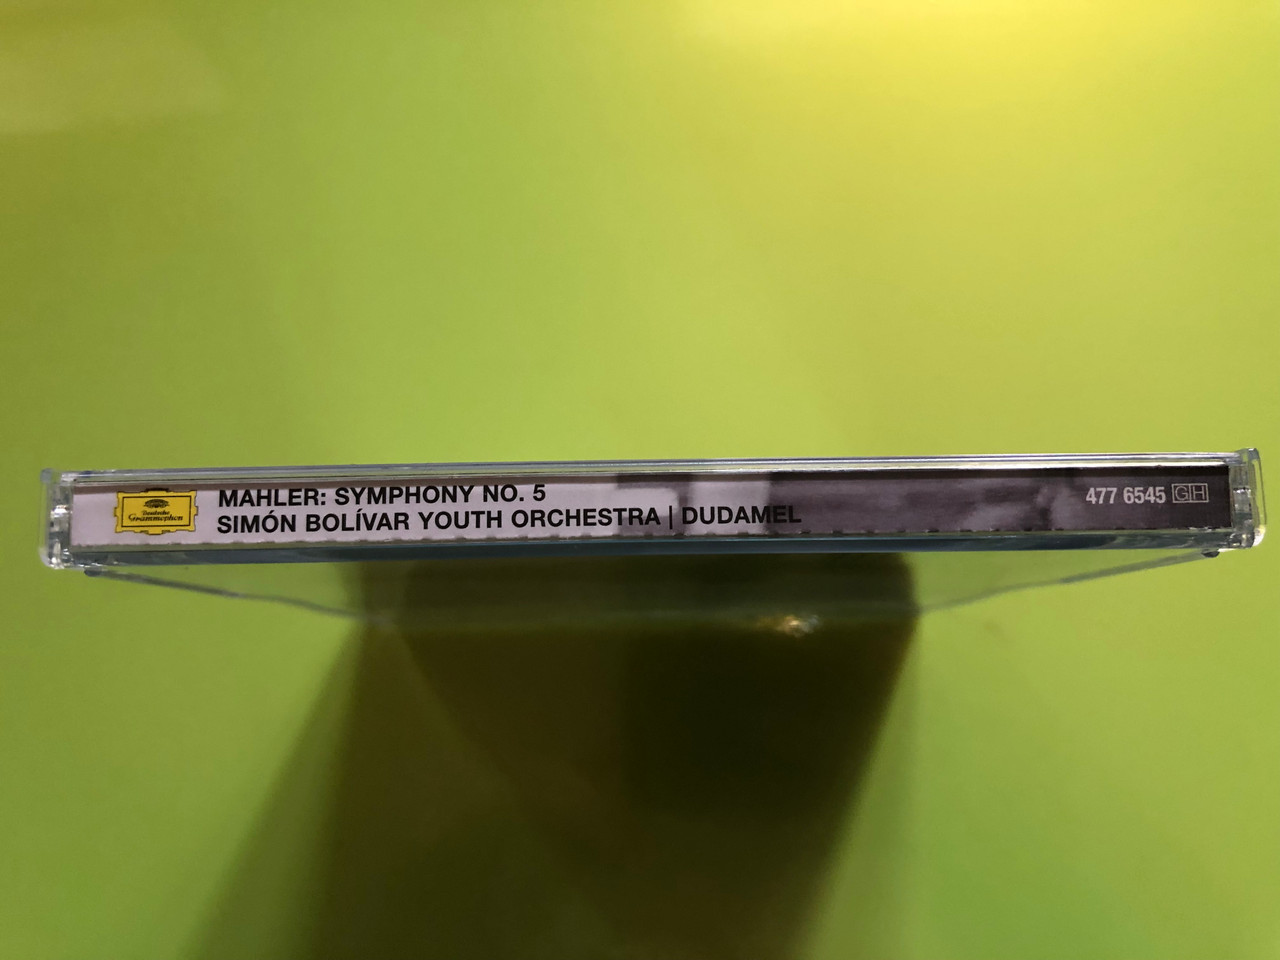 Deutsche
Grammophon
MAHLER: SYMPHONY NO. 5
SIMÓN BOLÍVAR YOUTH ORCHESTRA | DUDAMEL
477 6545 GH